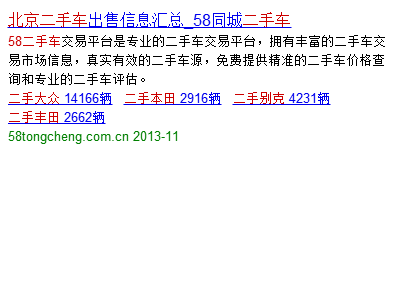 北京二手车出售信息汇总_58同城二手车
58二手车交易平台是专业的二手车交易平台，拥有丰富的二手车交
易市场信息，真实有效的二手车源，免费提供精准的二手车价格查
询和专业的二手车评估。
二手大众 14166辆 二手本田 2916辆 二手别克 4231辆
二手丰田 2662辆
58tongcheng.com.cn 2013-11